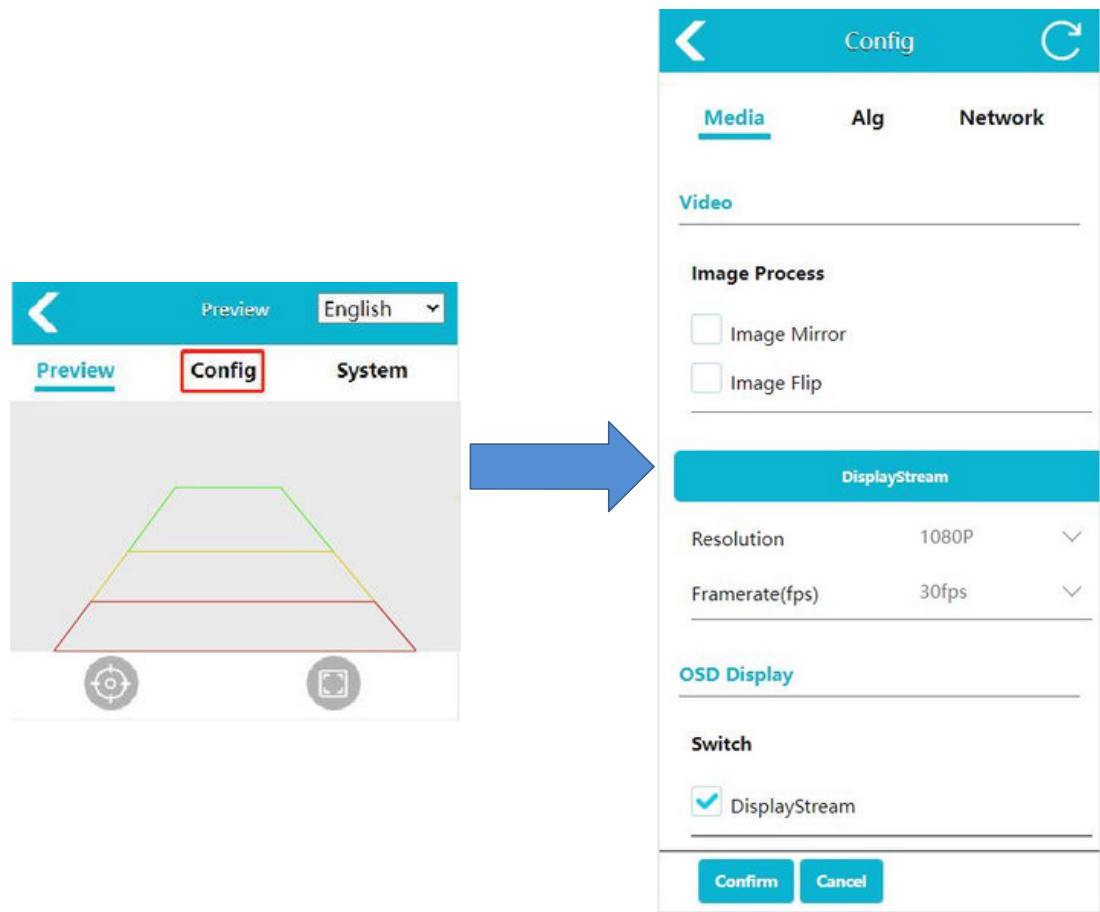 Preview English
Preview Config System
Config
Media Alg Network
Video
Image Process
Image Mirror
Image Flip
DisplayStream
Resolution 1080P
Framerate(fps) 30fps
OSD Display
Switch
DisplayStream
Confirm Cancel